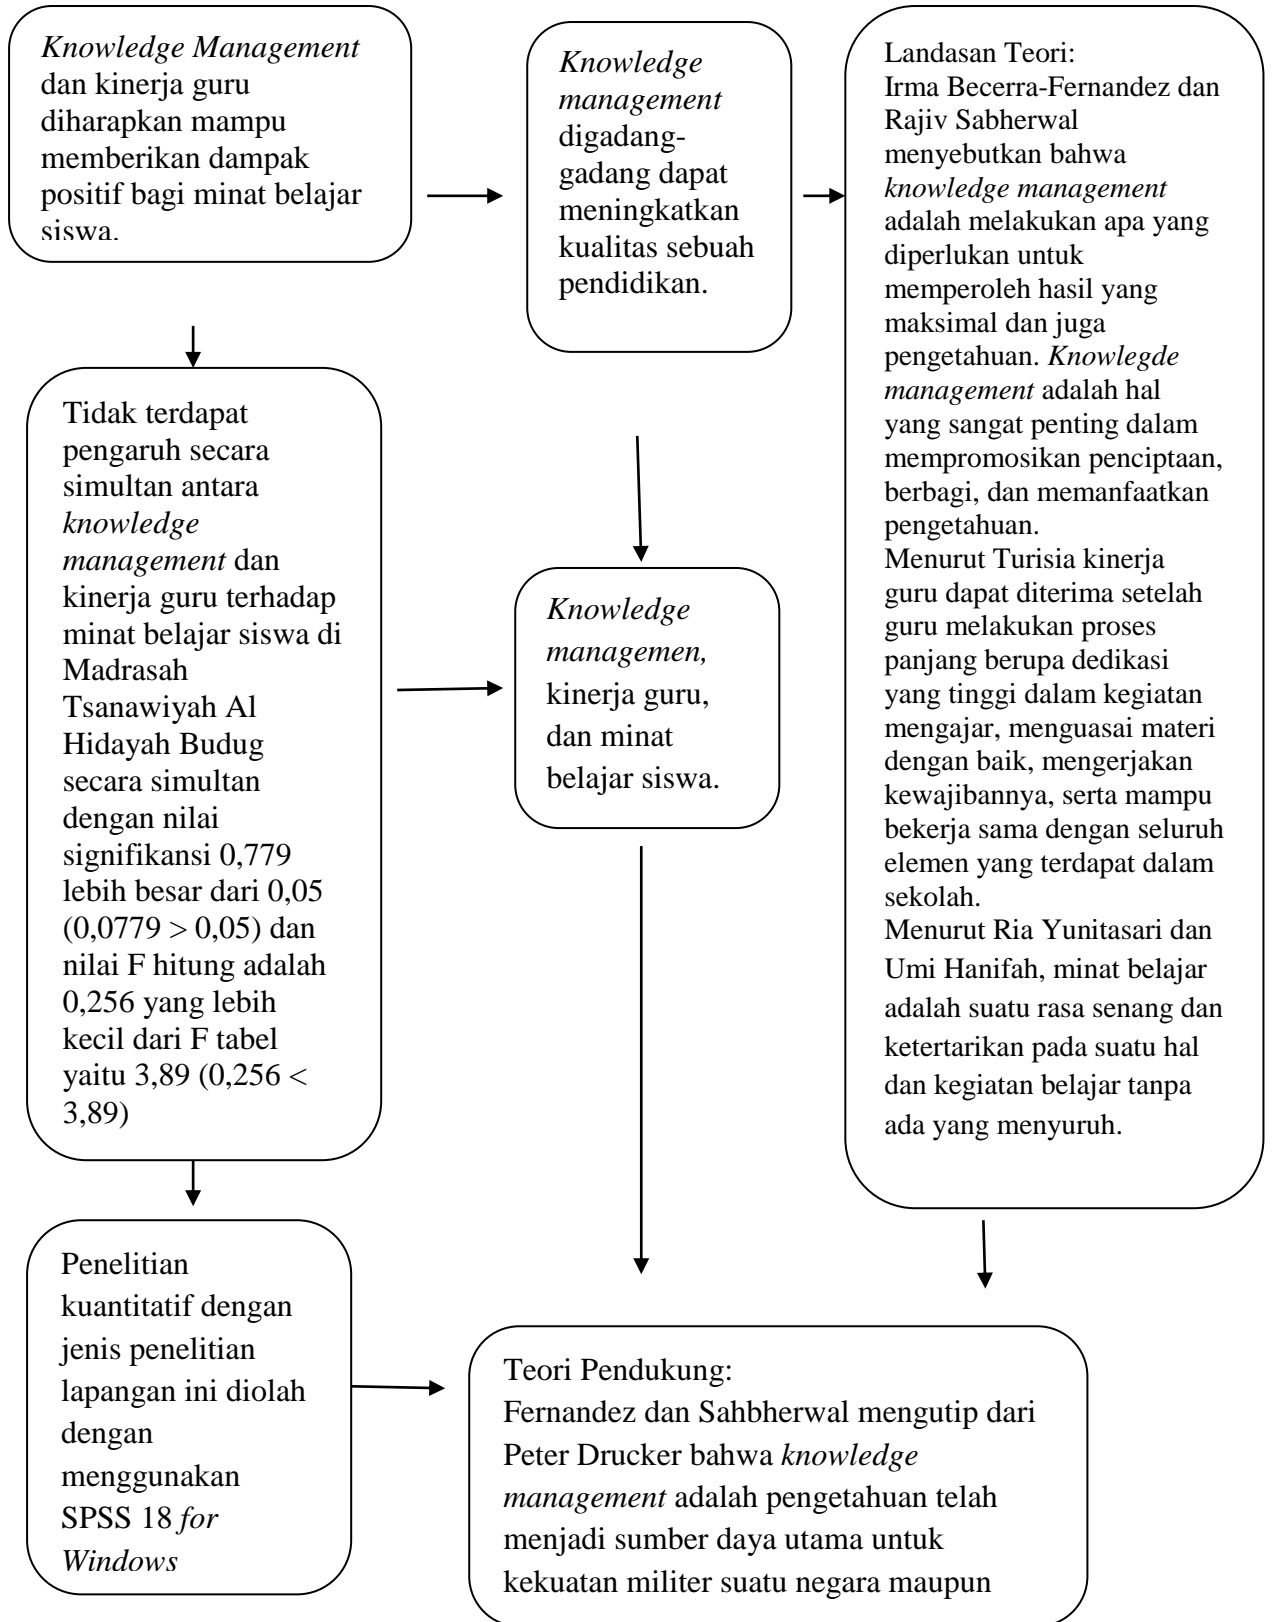 Knowledge Management
dan kinerja guru
diharapkan mampu
memberikan dampak
positif bagi minat belajar
siswa.
Knowledge
management
digadang-
gadang dapat
meningkatkan
kualitas sebuah
pendidikan.
Landasan Teori:
Irma Becerra-Fernandez dan
Rajiv Sabherwal
menyebutkan bahwa
knowledge management
adalah melakukan apa yang
diperlukan untuk
memperoleh hasil yang
maksimal dan juga
pengetahuan. Knowlegde
management adalah hal
yang sangat penting dalam
mempromosikan penciptaan,
berbagi, dan memanfaatkan
pengetahuan.
Menurut Turisia kinerja
guru dapat diterima setelah
guru melakukan proses
panjang berupa dedikasi
yang tinggi dalam kegiatan
mengajar, menguasai materi
dengan baik, mengerjakan
kewajibannya, serta mampu
bekerja sama dengan seluruh
elemen yang terdapat dalam
sekolah.
Menurut Ria Yunitasari dan
Umi Hanifah, minat belajar
adalah suatu rasa senang dan
ketertarikan pada suatu hal
dan kegiatan belajar tanpa
ada yang menyuruh.
Tidak terdapat
pengaruh secara
simultan antara
knowledge
management dan
kinerja guru terhadap
minat belajar siswa di
Madrasah
Tsanawiyah Al
Hidayah Budug
secara simultan
dengan nilai
signifikansi 0,779
lebih besar dari 0,05
(0,0779 > 0,05) dan
nilai F hitung adalah
0,256 yang lebih
kecil dari F tabel
yaitu 3,89 (0,256 <
3,89)
Knowledge
managemen,
kinerja guru,
dan minat
belajar siswa.
Penelitian
kuantitatif dengan
jenis penelitian
lapangan ini diolah
dengan
menggunakan
SPSS 18 for
Windows
Teori Pendukung:
Fernandez dan Sahbherwal mengutip dari
Peter Drucker bahwa knowledge
management adalah pengetahuan telah
menjadi sumber daya utama untuk
kekuatan militer suatu negara maupun